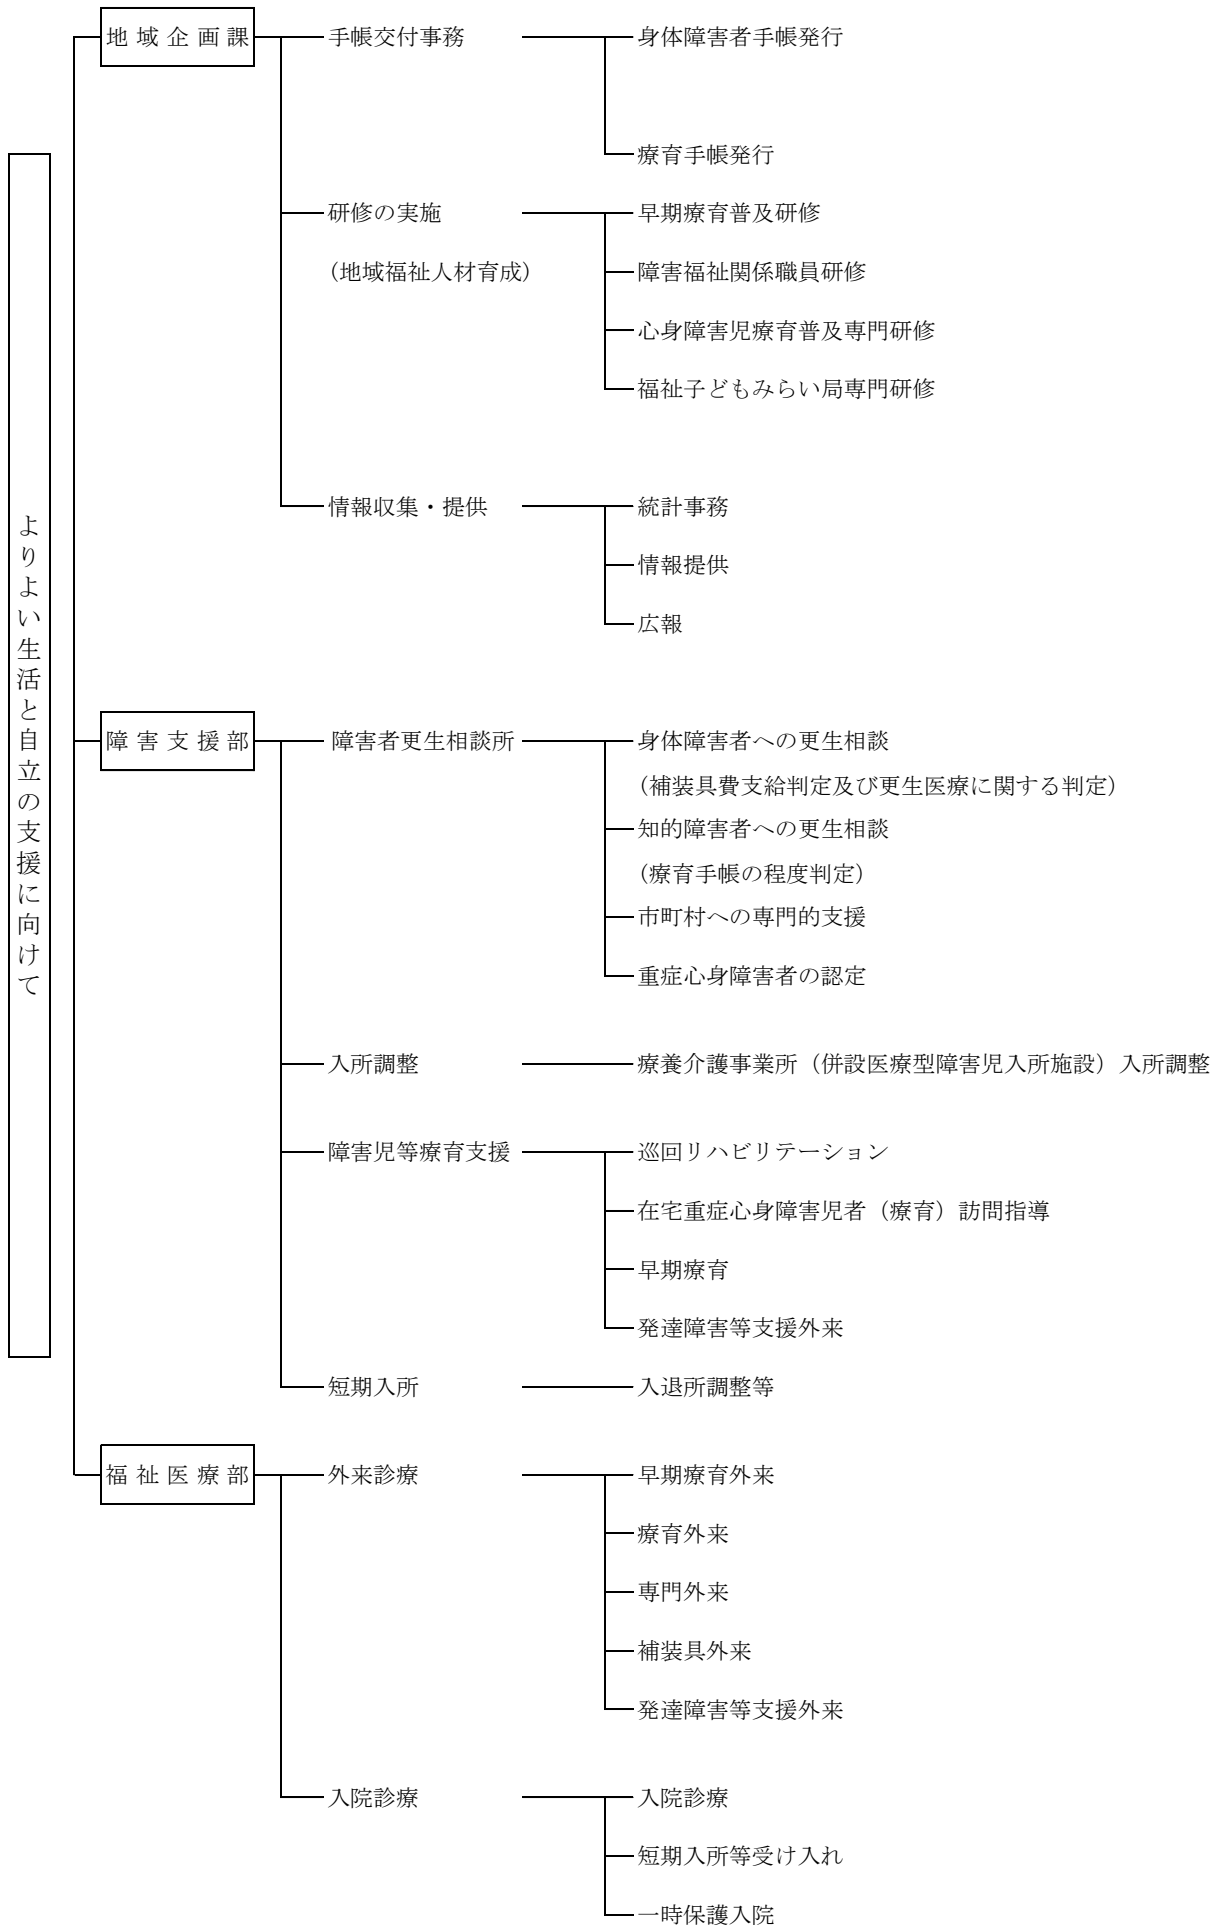 よりよい生活と自立の支援に向けて
地域企画課
手帳交付事務
身体障害者手帳発行
療育手帳発行
研修の実施
（地域福祉人材育成）
早期療育普及研修
障害福祉関係職員研修
心身障害児療育普及専門研修
福祉子どもみらい局専門研修
情報収集・提供
統計事務
情報提供
広報
障害支援部
障害者更生相談所
身体障害者への更生相談
（補装具費支給判定及び更生医療に関する判定）
知的障害者への更生相談
（療育手帳の程度判定）
市町村への専門的支援
重症心身障害者の認定
入所調整
療養介護事業所（併設医療型障害児入所施設）入所調整
障害児等療育支援
巡回リハビリテーション
在宅重症心身障害児者（療育）訪問指導
早期療育
発達障害等支援外来
短期入所
入退所調整等
福祉医療部
外来診療
早期療育外来
療育外来
専門外来
補装具外来
発達障害等支援外来
入院診療
入院診療
短期入所等受け入れ
一時保護入院